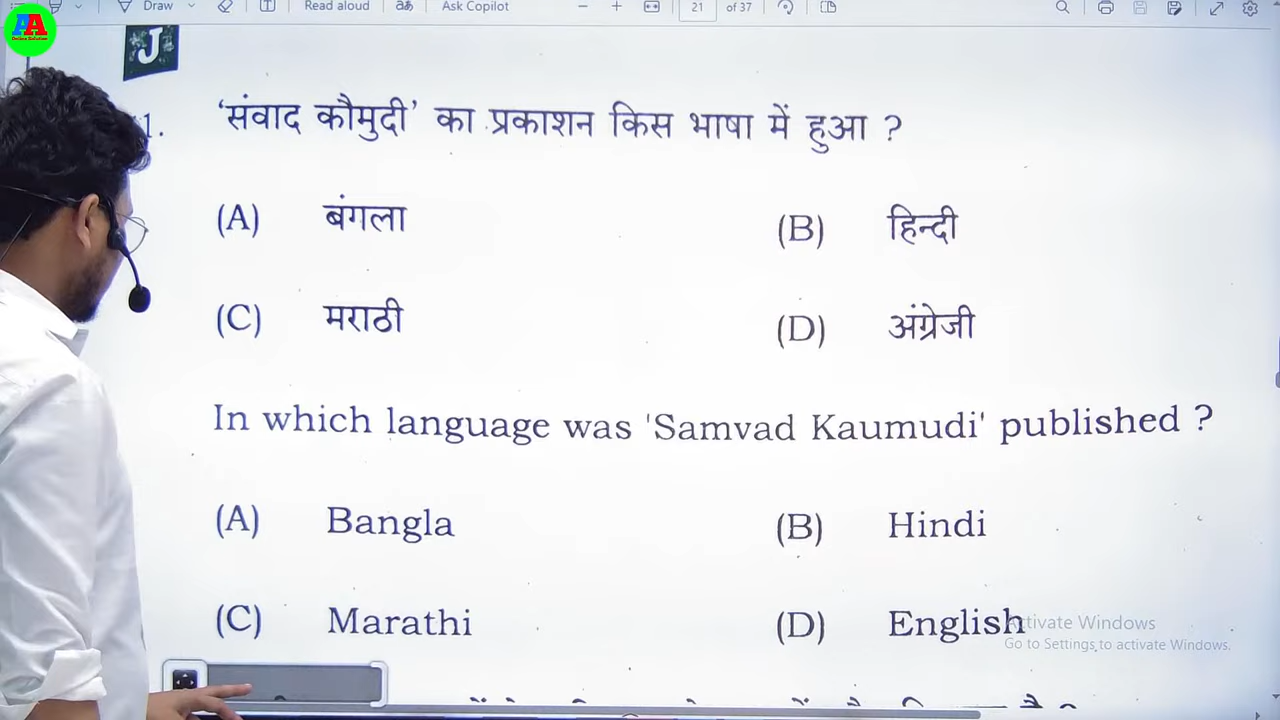 Draw Read aloud Ask Copilot 21 of 37
J
1. ‘संवाद कौमुदी’ का प्रकाशन किस भाषा में हुआ ?
(A) बंगला (B) हिन्दी
(C) मराठी (D) अंग्रेजी
In which language was 'Samvad Kaumudi' published ?
(A) Bangla (B) Hindi
(C) Marathi (D) English
Activate Windows
Go to Settings to activate Windows.